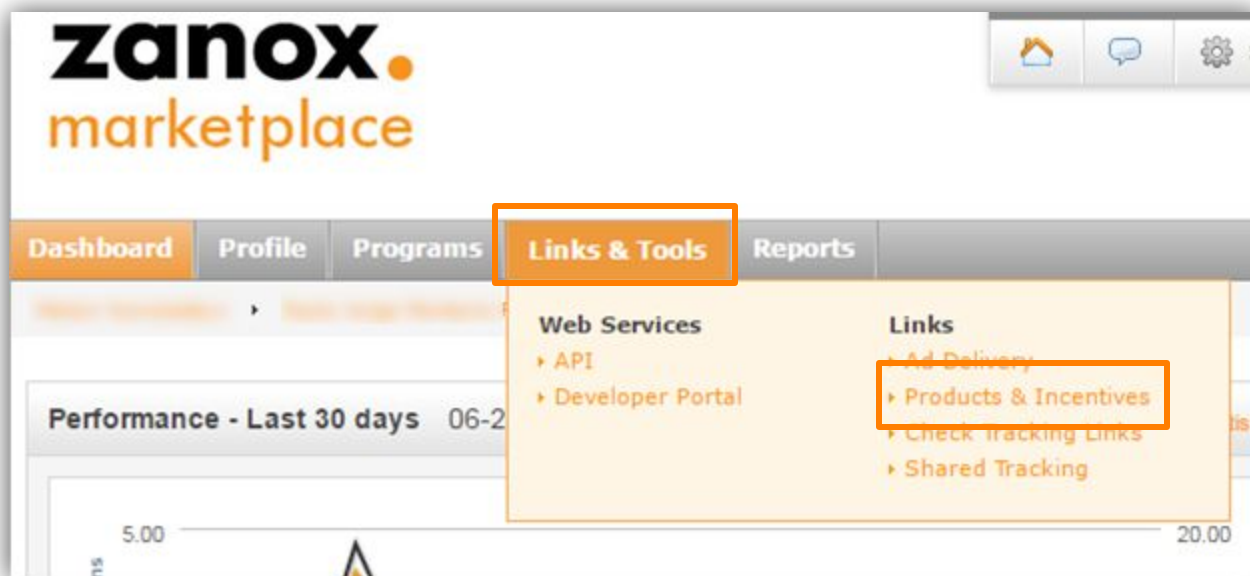 zanox.
marketplace
Dashboard Profile Programs Links & Tools Reports
Web Services
API
Developer Portal
Links
Ad Delivery
Products & Incentives
Check Tracking Links
Shared Tracking
Performance - Last 30 days 06-2
5.00
20.00